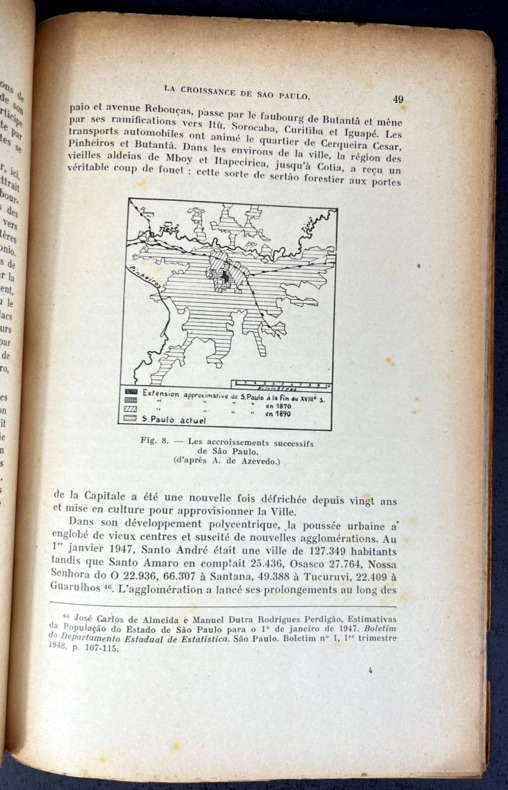 LA CROISSANCE DE SAO PAULO.
49
paio et avenue Rebouças, passe par le faubourg de Butantã et mène
par ses ramifications vers Itú, Sorocaba, Curitiba et Iguapé. Les
transports automobiles ont animé le quartier de Cerqueira Cesar,
Pinheiros et Butantã. Dans les environs de la ville, la région des
vieilles aldeias de Mboy et Itapecirica, jusqu'à Cotia, a reçu un
véritable coup de fouet : cette sorte de sertão forestier aux portes
Pinheiros
Kilomètres
Extension approximative de S.Paulo à la fin du XVIIIe s.
" " " " en 1870
" " " " en 1890
S.Paulo actuel
Fig. 8. — Les accroissements successifs
de São Paulo.
(d'après A. de Azevedo.)
de la Capitale a été une nouvelle fois défrichée depuis vingt ans
et mise en culture pour approvisionner la Ville.
Dans son développement polycentrique, la poussée urbaine a
englobé de vieux centres et suscité de nouvelles agglomérations. Au
1er janvier 1947, Santo André était une ville de 127.349 habitants
tandis que Santo Amaro en comptait 25.436, Osasco 27.764, Nossa
Senhora do O 22.936, 66.307 à Santana, 49.388 à Tucuruvi, 22.409 à
Guarulhos 46. L'agglomération a lancé ses prolongements au long des
46 José Carlos de Almeida e Manuel Dutra Rodrigues Perdigão, Estimativas
da População do Estado de São Paulo para o 1o de janeiro de 1947. Boletim
do Departamento Estadual de Estatistica. São Paulo. Boletim no 1, 1er trimestre
1948, p. 107-115.
4